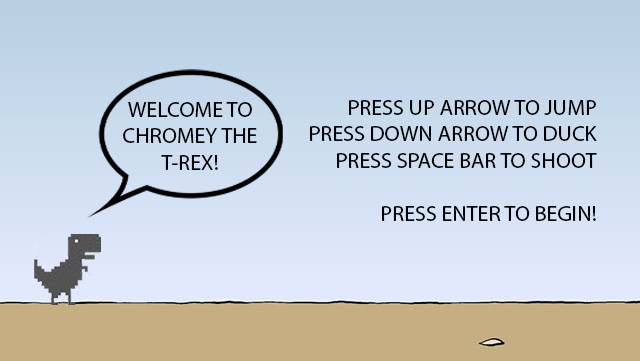 WELCOME TO
CHROMEY THE
T-REX!
PRESS UP ARROW TO JUMP
PRESS DOWN ARROW TO DUCK
PRESS SPACE BAR TO SHOOT
PRESS ENTER TO BEGIN!